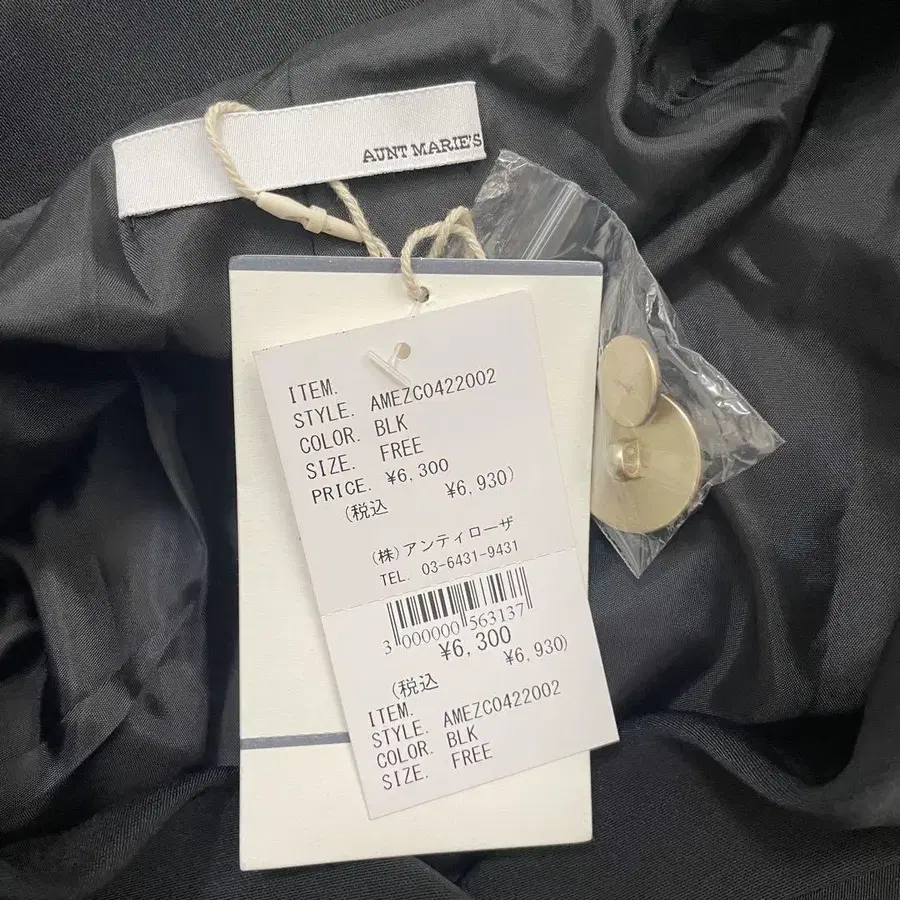 AUNT MARIE'S
ITEM.
STYLE. AMEZC0422002
COLOR. BLK
SIZE. FREE
PRICE. ¥6,300
(税込 ¥6,930)
(株)アンティローザ
TEL. 03-6431-9431
3 000000 563137
¥6,300
(税込 ¥6,930)
ITEM.
STYLE. AMEZC0422002
COLOR. BLK
SIZE. FREE